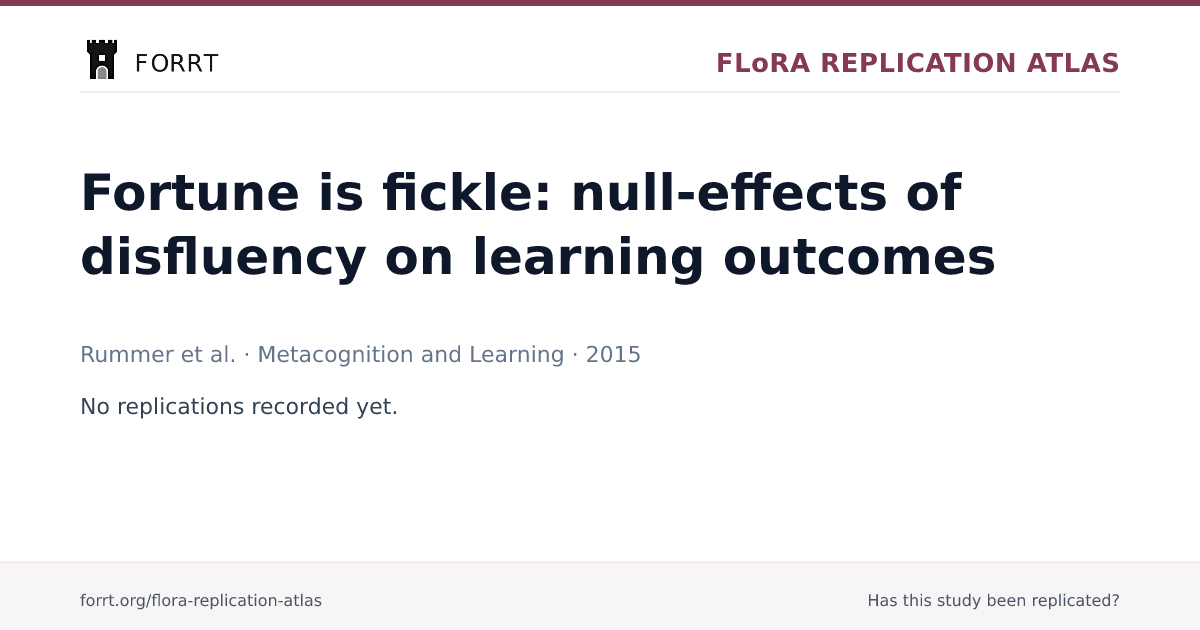 FORRT
FLoRA REPLICATION ATLAS
Fortune is fickle: null-effects of
disfluency on learning outcomes
Rummer et al. · Metacognition and Learning · 2015
No replications recorded yet.
forrt.org/flora-replication-atlas
Has this study been replicated?